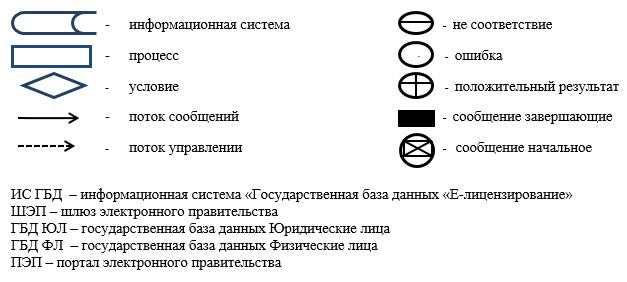 - информационная система
- процесс
- условие
- поток сообщений
- поток управлении
- не соответствие
- ошибка
- положительный результат
- сообщение завершающие
- сообщение начальное
ИС ГБД – информационная система «Государственная база данных «Е-лицензирование»
ШЭП – шлюз электронного правительства
ГБД ЮЛ – государственная база данных Юридические лица
ГБД ФЛ – государственная база данных Физические лица
ПЭП – портал электронного правительства